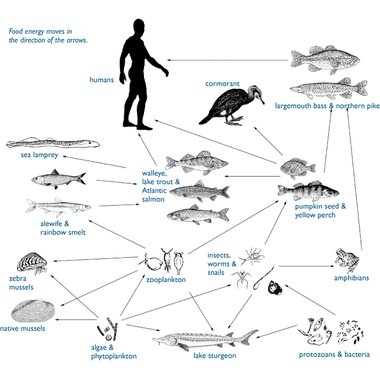 Food energy moves in
the direction of the arrows.
humans
cormorant
largemouth bass & northern pike
sea lamprey
walleye,
lake trout &
Atlantic
salmon
pumpkin seed &
yellow perch
alewife &
rainbow smelt
zebra
mussels
zooplankton
insects,
worms &
snails
amphibians
native mussels
algae &
phytoplankton
lake sturgeon
protozoans & bacteria